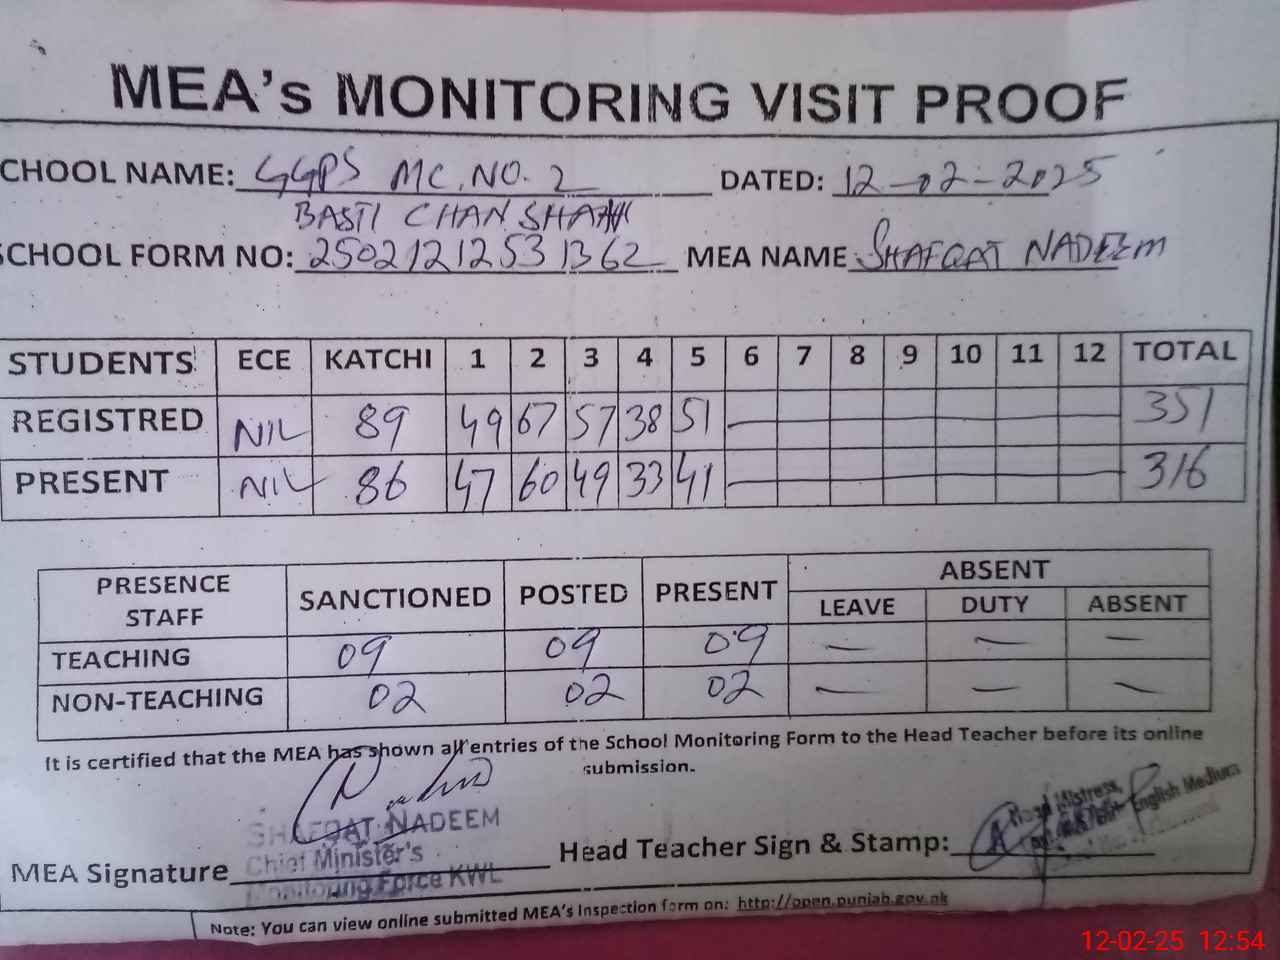 MEA's MONITORING VISIT PROOF
CHOOL NAME: GGPS MC. NO. 2 DATED: 12-02-2025
BASTI CHAN SHAH
SCHOOL FORM NO: 25021212531362 MEA NAME SHAFQAT NADEEM
STUDENTS ECE KATCHI 1 2 3 4 5 6 7 8 9 10 11 12 TOTAL
REGISTRED NIL 89 49 67 57 38 51 351
PRESENT NIL 86 47 60 49 33 41 316
PRESENCE STAFF SANCTIONED POSTED PRESENT ABSENT
LEAVE DUTY ABSENT
TEACHING 09 09 09 — — —
NON-TEACHING 02 02 02 — — —
It is certified that the MEA has shown all entries of the School Monitoring Form to the Head Teacher before its online
submission.
SHAFQAT NADEEM
Chief Minister's
Monitoring Force KWL
MEA Signature
Head Teacher Sign & Stamp:
Head Mistress
English Medium
Note: You can view online submitted MEA's Inspection form on: http://open.punjab.gov.pk
12-02-25 12:54